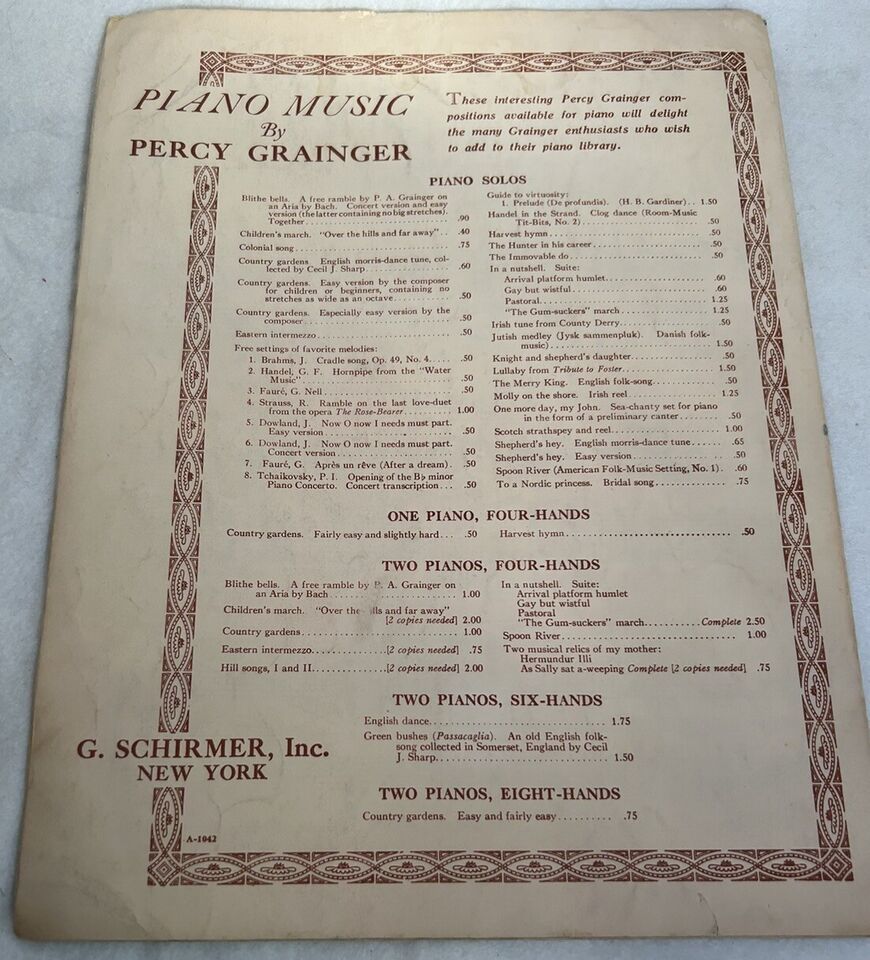 PIANO MUSIC
By
PERCY GRAINGER
These interesting Percy Grainger com-
positions available for piano will delight
the many Grainger enthusiasts who wish
to add to their piano library.
PIANO SOLOS
Blithe bells. A free ramble by P. A. Grainger on
an Aria by Bach. Concert version and easy
version (the latter containing no big stretches).
Together .90
Children's march. "Over the hills and far away" .40
Colonial song .75
Country gardens. English morris-dance tune, col-
lected by Cecil J. Sharp .60
Country gardens. Easy version by the composer
for children or beginners, containing no
stretches as wide as an octave .50
Country gardens. Especially easy version by the
composer .50
Eastern intermezzo .50
Free settings of favorite melodies:
1. Brahms, J. Cradle song, Op. 49, No. 4 .50
2. Handel, G. F. Hornpipe from the "Water
Music" .50
3. Fauré, G. Nell .50
4. Strauss, R. Ramble on the last love-duet
from the opera The Rose-Bearer 1.00
5. Dowland, J. Now O now I needs must part.
Easy version .50
6. Dowland, J. Now O now I needs must part.
Concert version .50
7. Fauré, G. Après un rêve (After a dream) .50
8. Tchaikovsky, P. I. Opening of the B♭ minor
Piano Concerto. Concert transcription .50
Guide to virtuosity:
1. Prelude (De profundis). (H. B. Gardiner) 1.50
Handel in the Strand. Clog dance (Room-Music
Tit-Bits, No. 2) .50
Harvest hymn .50
The Hunter in his career .50
The Immovable do .50
In a nutshell. Suite:
Arrival platform humlet .60
Gay but wistful .60
Pastoral 1.25
"The Gum-suckers" march 1.25
Irish tune from County Derry .50
Jutish medley (Jysk sammenpluk). Danish folk-
music) 1.50
Knight and shepherd's daughter .50
Lullaby from Tribute to Foster 1.50
The Merry King. English folk-song .50
Molly on the shore. Irish reel 1.25
One more day, my John. Sea-chanty set for piano
in the form of a preliminary canter .50
Scotch strathspey and reel 1.00
Shepherd's hey. English morris-dance tune .65
Shepherd's hey. Easy version .50
Spoon River (American Folk-Music Setting, No. 1) .60
To a Nordic princess. Bridal song .75
ONE PIANO, FOUR-HANDS
Country gardens. Fairly easy and slightly hard .50
Harvest hymn .50
TWO PIANOS, FOUR-HANDS
Blithe bells. A free ramble by P. A. Grainger on
an Aria by Bach 1.00
Children's march. "Over the hills and far away"
[2 copies needed] 2.00
Country gardens 1.00
Eastern intermezzo [2 copies needed] .75
Hill songs, I and II [2 copies needed] 2.00
In a nutshell. Suite:
Arrival platform humlet
Gay but wistful
Pastoral
"The Gum-suckers" march Complete 2.50
Spoon River 1.00
Two musical relics of my mother:
Hermundur Illi
As Sally sat a-weeping Complete [2 copies needed] .75
TWO PIANOS, SIX-HANDS
English dance 1.75
Green bushes (Passacaglia). An old English folk-
song collected in Somerset, England by Cecil
J. Sharp 1.50
G. SCHIRMER, Inc.
NEW YORK
TWO PIANOS, EIGHT-HANDS
Country gardens. Easy and fairly easy .75
A-1042